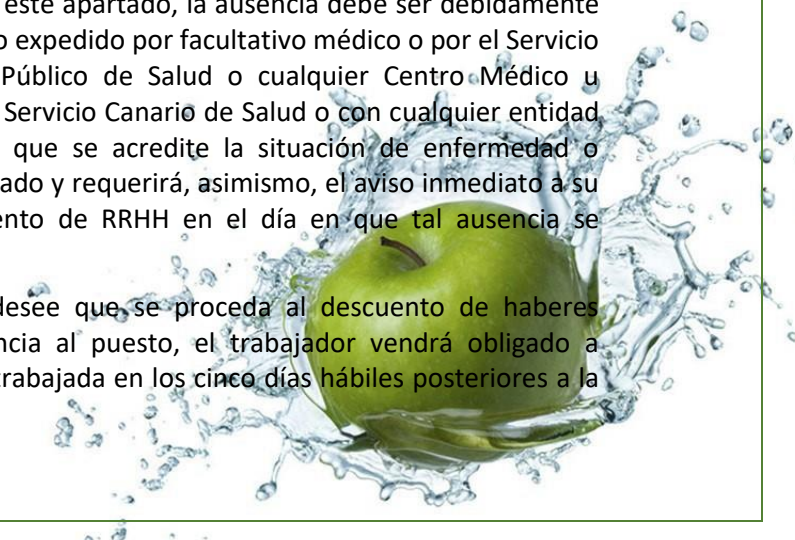 este apartado, la ausencia debe ser debidamente
o expedido por facultativo médico o por el Servicio
Público de Salud o cualquier Centro Médico u
Servicio Canario de Salud o con cualquier entidad
que se acredite la situación de enfermedad o
ado y requerirá, asimismo, el aviso inmediato a su
ento de RRHH en el día en que tal ausencia se
desee que se proceda al descuento de haberes
ncia al puesto, el trabajador vendrá obligado a
trabajada en los cinco días hábiles posteriores a la